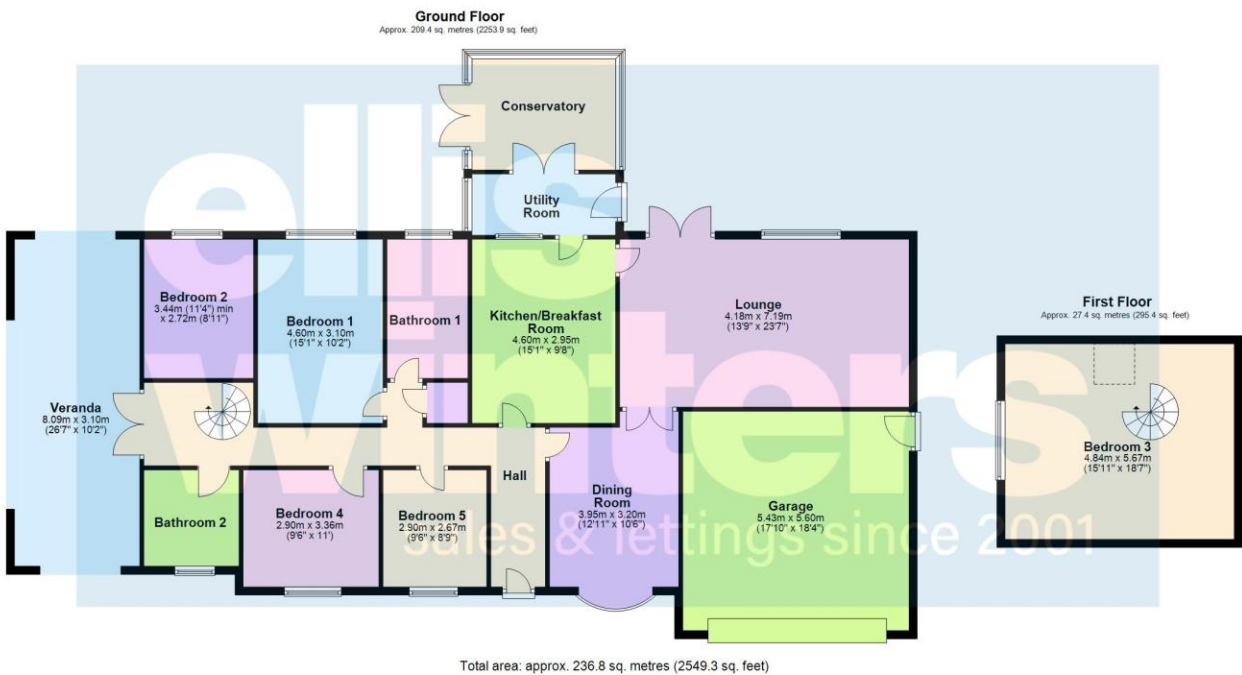 Ground Floor
Approx. 209.4 sq. metres (2253.9 sq. feet)
Conservatory
Utility
Room
Bedroom 2
3.44m (11'4") min
x 2.72m (8'11")
Bedroom 1
4.60m x 3.10m
(15'1" x 10'2")
Bathroom 1
Kitchen/Breakfast
Room
4.60m x 2.95m
(15'1" x 9'8")
Lounge
4.18m x 7.19m
(13'9" x 23'7")
First Floor
Approx. 27.4 sq. metres (295.4 sq. feet)
Veranda
8.09m x 3.10m
(26'7" x 10'2")
Bedroom 3
4.84m x 5.67m
(15'11" x 18'7")
Hall
Bathroom 2
Bedroom 4
2.90m x 3.36m
(9'6" x 11')
Bedroom 5
2.90m x 2.67m
(9'6" x 8'9")
Dining
Room
3.95m x 3.20m
(12'11" x 10'6")
Garage
5.43m x 5.60m
(17'10" x 18'4")
ellis
winters
sales & lettings since 2001
Total area: approx. 236.8 sq. metres (2549.3 sq. feet)